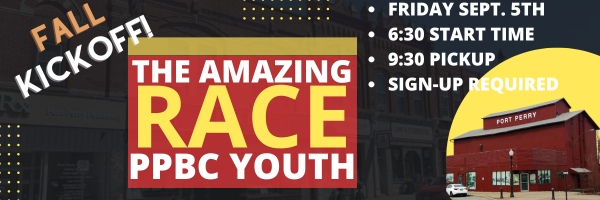 FALL
KICKOFF!
THE AMAZING
RACE
PPBC YOUTH
• FRIDAY SEPT. 5TH
• 6:30 START TIME
• 9:30 PICKUP
• SIGN-UP REQUIRED
PORT PERRY